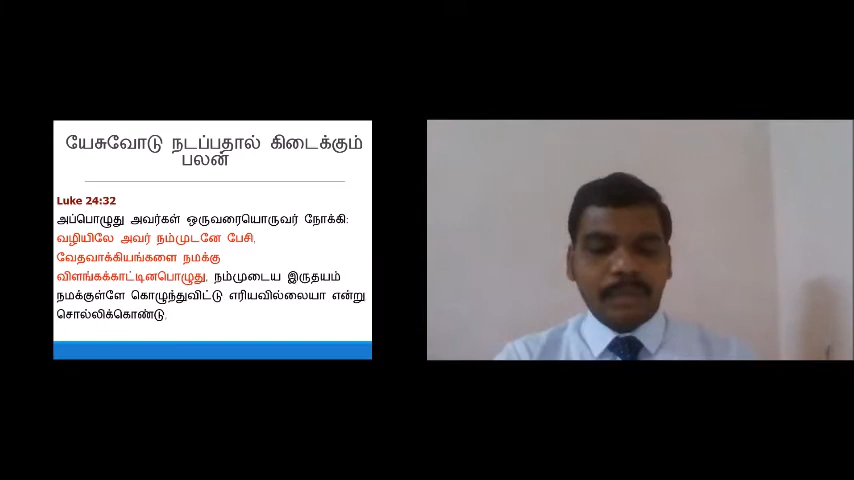 யேசுவோடு நடப்பதால் கிடைக்கும்
பலன்
Luke 24:32
அப்பொழுது அவர்கள் ஒருவரையொருவர் நோக்கி:
வழியிலே அவர் நம்முடனே பேசி,
வேதவாக்கியங்களை நமக்கு
விளங்கக்காட்டினபொழுது, நம்முடைய இருதயம்
நமக்குள்ளே கொழுந்துவிட்டு எரியவில்லையா என்று
சொல்லிக்கொண்டு,